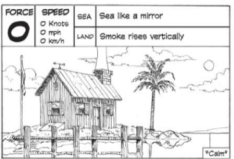 FORCE
0
SPEED
0 Knots
0 mph
0 km/h
SEA Sea like a mirror
LAND Smoke rises vertically
"Calm"